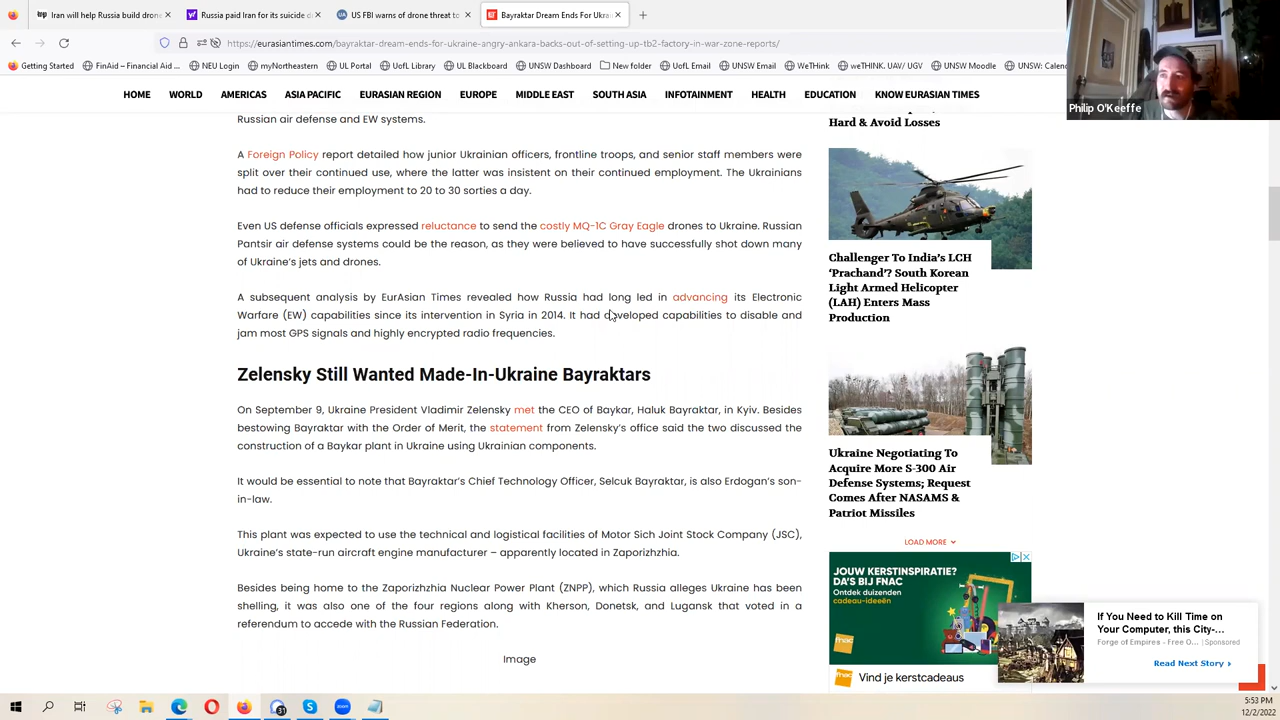 Iran will help Russia build drone
Russia paid Iran for its suicide d
US FBI warns of drone threat to
Bayraktar Dream Ends For Ukrai
https://eurasiantimes.com/bayraktar-dream-ends-for-ukraine-angry-ankara-backs-out-of-setting-up-tb2-factory-in-war-zone-reports/
Getting Started
FinAid – Financial Aid ...
NEU Login
myNortheastern
UL Portal
UofL Library
UL Blackboard
UNSW Dashboard
New folder
UofL Email
UNSW Email
WeTHInk
weTHINK. UAV/ UGV
UNSW Moodle
UNSW: Calen
Philip O'Keeffe
HOME WORLD AMERICAS ASIA PACIFIC EURASIAN REGION EUROPE MIDDLE EAST SOUTH ASIA INFOTAINMENT HEALTH EDUCATION KNOW EURASIAN TIMES
Russian air defense and EW systems.
A Foreign Policy report detailed how junior Ukrainian officers, frontline troops, and senior staff members were
split over their continued use, where the latter was insistent on their continued employment. The Ukrainians
had to reduce their employment to 20 to 30 sorties a day.
Even US defense officials expressed reluctance to send the costly MQ-1C Gray Eagle drones to Ukraine. Russian
Pantsir air defense systems could be the reason, as they were believed to have successfully shot down many
of Ukraine's jets and drones.
A subsequent analysis by EurAsian Times revealed how Russia had long led in advancing its Electronic
Warfare (EW) capabilities since its intervention in Syria in 2014. It had developed capabilities to disable and
jam most GPS signals and highly encrypted radio frequencies.
Zelensky Still Wanted Made-In-Ukraine Bayraktars
On September 9, Ukraine President Vladimir Zelensky met the CEO of Baykar, Haluk Bayraktar, in Kyiv. Besides
bestowing Bayraktar with the Order of Merit, the statement from Zelensky's office said the two discussed the
construction of a Baykar plant in Ukraine using Ukrainian components.
It would be essential to note that Bayraktar's Chief Technology Officer, Selcuk Bayraktar, is also Erdogan's son-
in-law.
This plant was expected to use the technical and logistical facilities of Motor Sich Joint Stock Company (JSC),
Ukraine's state-run aircraft engine manufacturer – apparently located in Zaporizhzhia.
Besides being home to the Zaporizhzhia Nuclear Power Plant (ZNPP), which Russia alleges Ukraine has been
shelling, it was also one of the four regions along with Kherson, Donetsk, and Lugansk that voted in a
referendum to accede with the Russian Federation.
Image
Hard & Avoid Losses
Challenger To India's LCH
'Prachand'? South Korean
Light Armed Helicopter
(LAH) Enters Mass
Production
Ukraine Negotiating To
Acquire More S-300 Air
Defense Systems; Request
Comes After NASAMS &
Patriot Missiles
LOAD MORE
JOUW KERSTINSPIRATIE?
DA'S BIJ FNAC
Ontdek duizenden
cadeau-ideeën
fnac
fnac
Vind je kerstcadeaus
If You Need to Kill Time on
Your Computer, this City-...
Forge of Empires - Free O... | Sponsored
Read Next Story
31
zoom
5:53 PM
12/2/2022